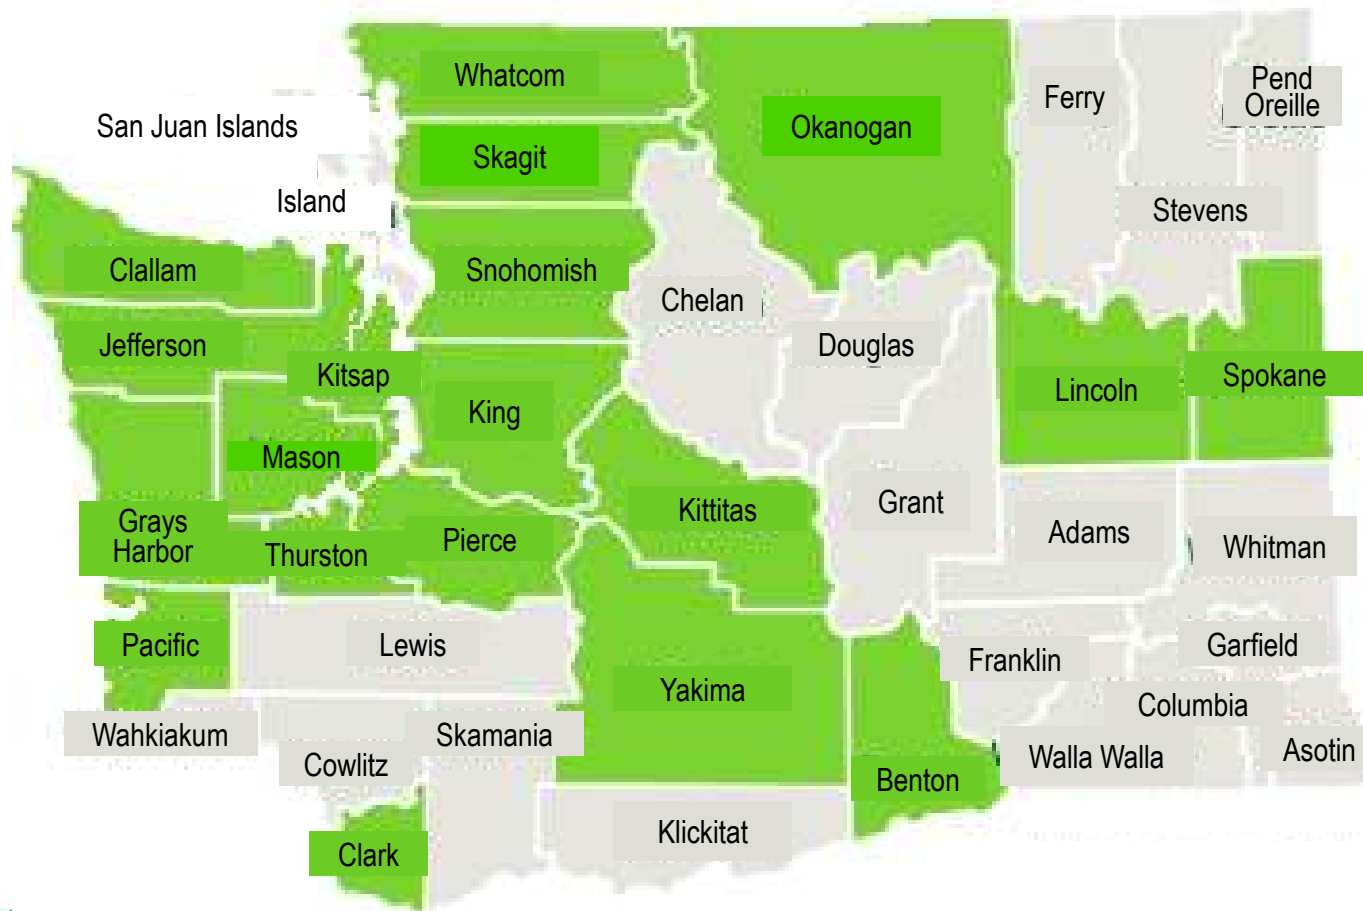 Whatcom
Pend
Oreille
Ferry
San Juan Islands
Okanogan
Skagit
Island
Stevens
Clallam
Snohomish
Chelan
Jefferson
Douglas
Kitsap
Spokane
Lincoln
King
Mason
Grant
Kittitas
Grays
Harbor
Adams
Pierce
Whitman
Thurston
Pacific
Lewis
Garfield
Franklin
Yakima
Columbia
Wahkiakum
Skamania
Asotin
Walla Walla
Cowlitz
Benton
Klickitat
Clark